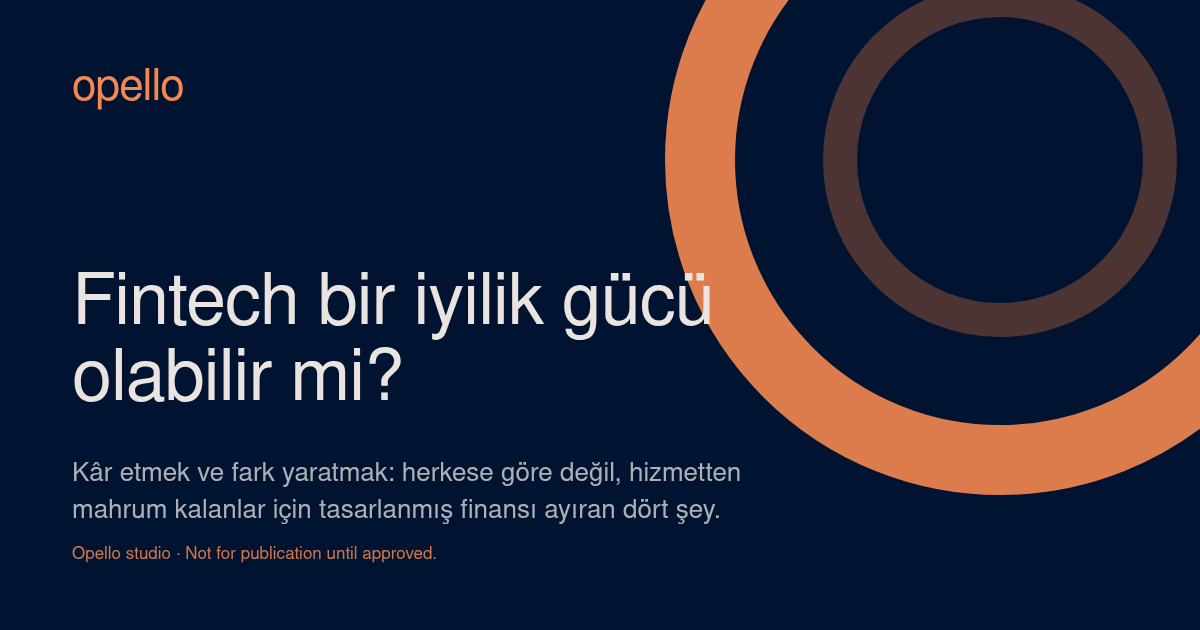 opello
Fintech bir iyilik gücü
olabilir mi?
Kâr etmek ve fark yaratmak: herkese göre değil, hizmetten
mahrum kalanlar için tasarlanmış finansı ayıran dört şey.
Opello studio · Not for publication until approved.